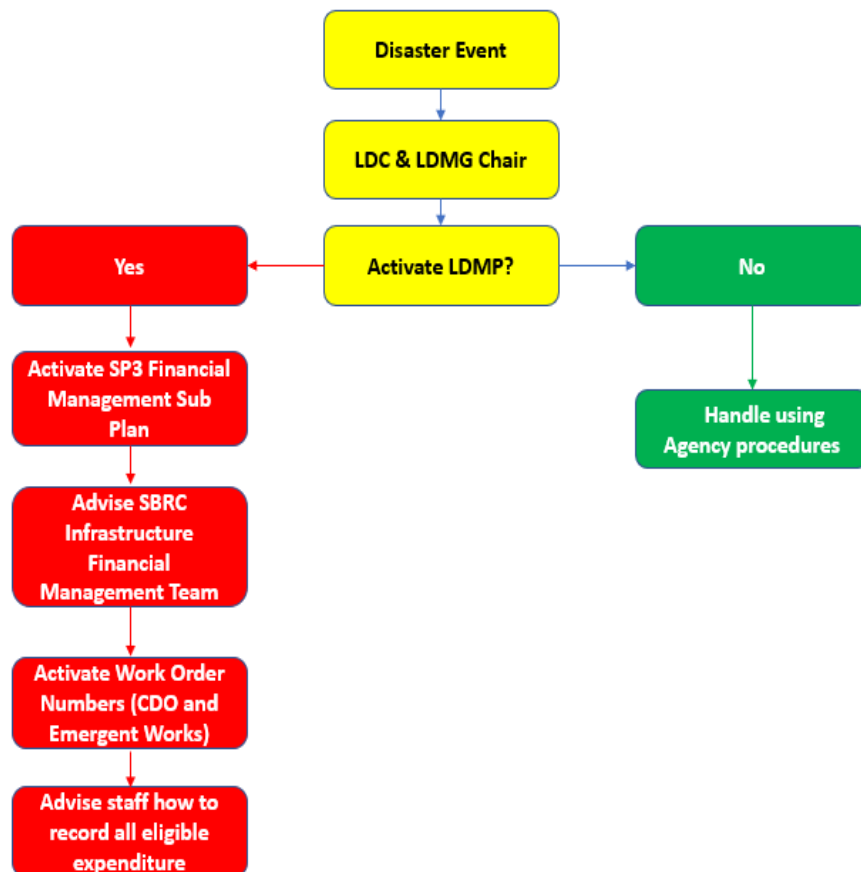 Disaster Event
LDC & LDMG Chair
Yes
Activate LDMP?
No
Activate SP3 Financial
Management Sub
Plan
Handle using
Agency procedures
Advise SBRC
Infrastructure
Financial
Management Team
Activate Work Order
Numbers (CDO and
Emergent Works)
Advise staff how to
record all eligible
expenditure